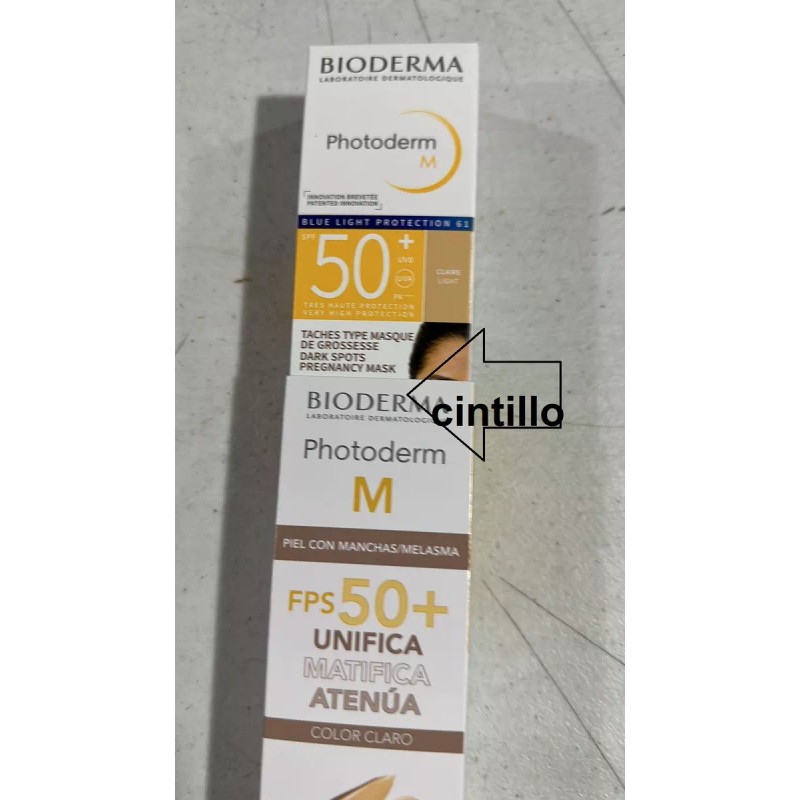 BIODERMA
LABORATOIRE DERMATOLOGIQUE
Photoderm
M
INNOVATION BREVETÉE
PATENTED INNOVATION
BLUE LIGHT PROTECTION 61
SPF
50+
UVB
UVA
PA
CLAIRE
LIGHT
TRÈS HAUTE PROTECTION
VERY HIGH PROTECTION
TACHES TYPE MASQUE
DE GROSSESSE
DARK SPOTS
PREGNANCY MASK
BIODERMA
cintillo
LABORATOIRE DERMATOLOGIQUE
Photoderm
M
PIEL CON MANCHAS/MELASMA
FPS 50+
UNIFICA
MATIFICA
ATENÚA
COLOR CLARO